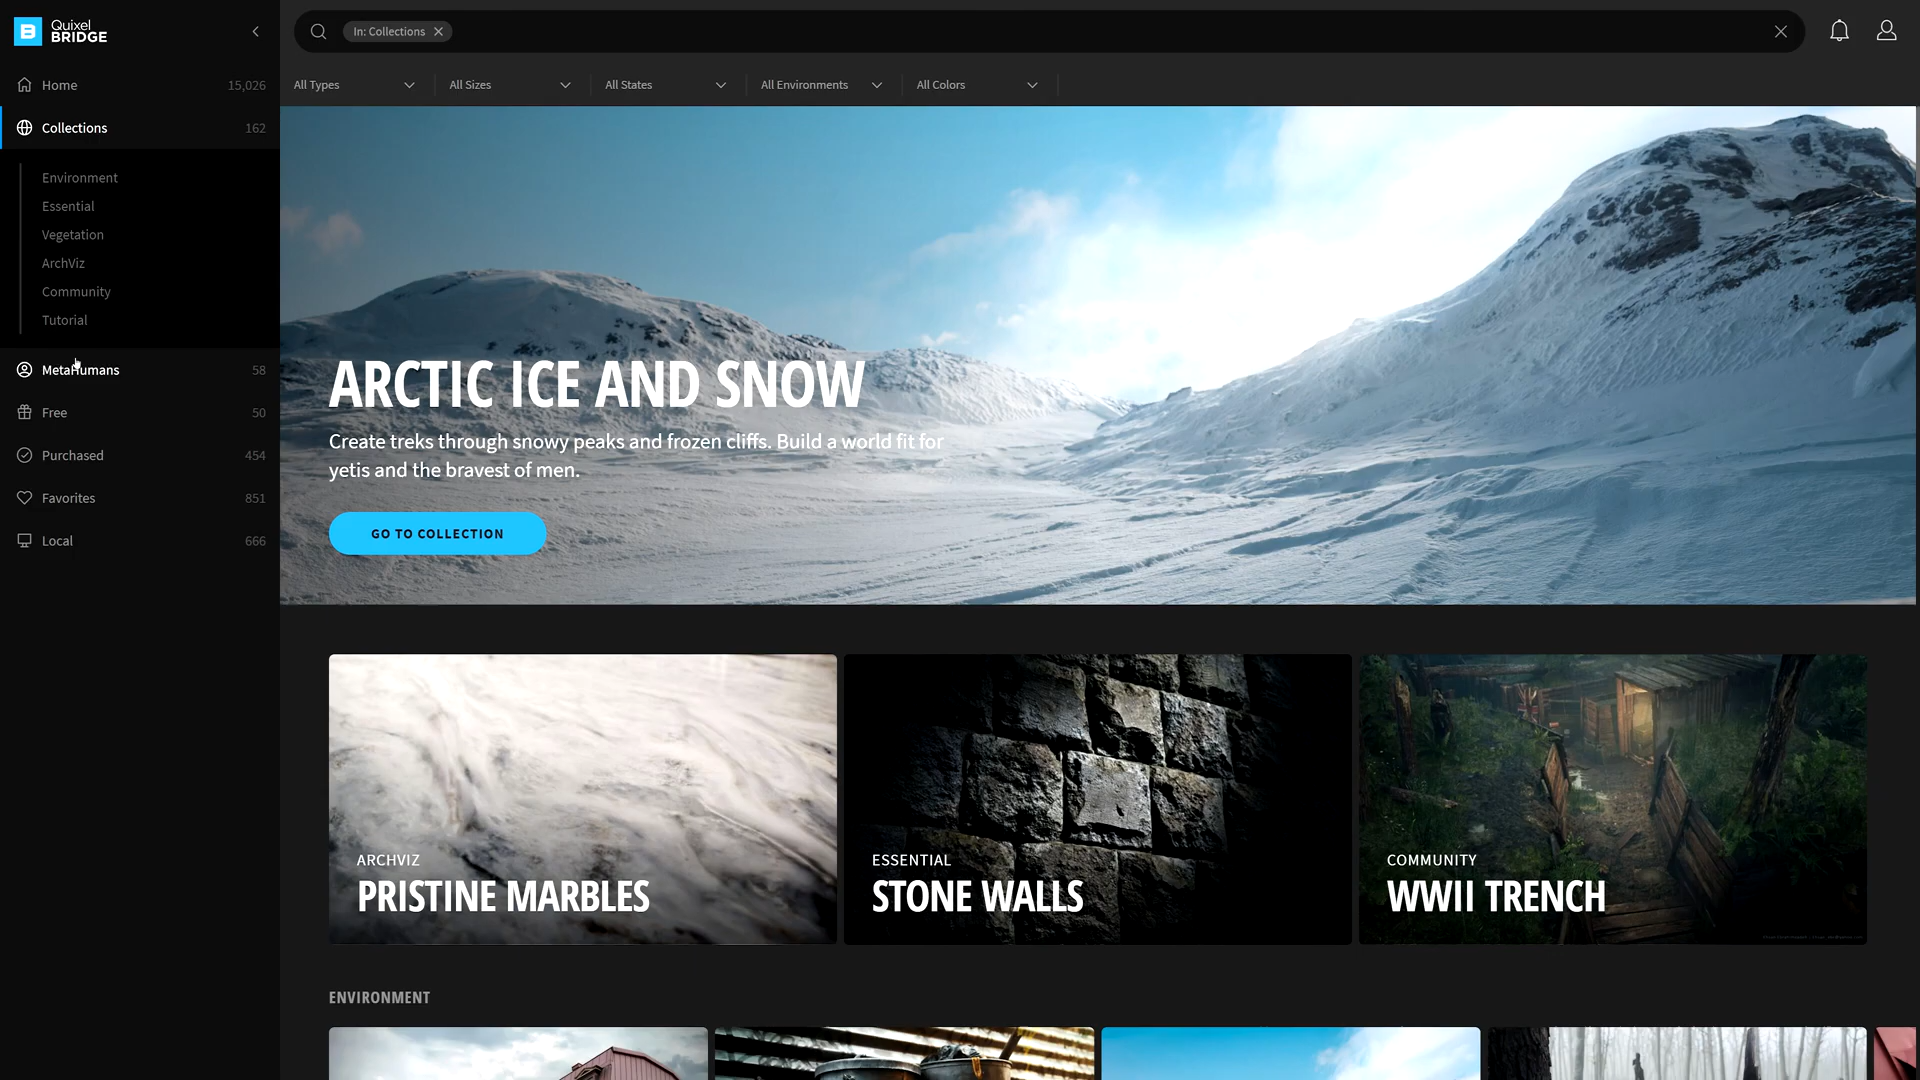 Quixel
BRIDGE
Home 15,026
Collections 162
Environment
Essential
Vegetation
ArchViz
Community
Tutorial
MetaHumans 58
Free 50
Purchased 454
Favorites 851
Local 666
In: Collections
All Types
All Sizes
All States
All Environments
All Colors
ARCTIC ICE AND SNOW
Create treks through snowy peaks and frozen cliffs. Build a world fit for
yetis and the bravest of men.
GO TO COLLECTION
ARCHVIZ
PRISTINE MARBLES
ESSENTIAL
STONE WALLS
COMMUNITY
WWII TRENCH
ENVIRONMENT